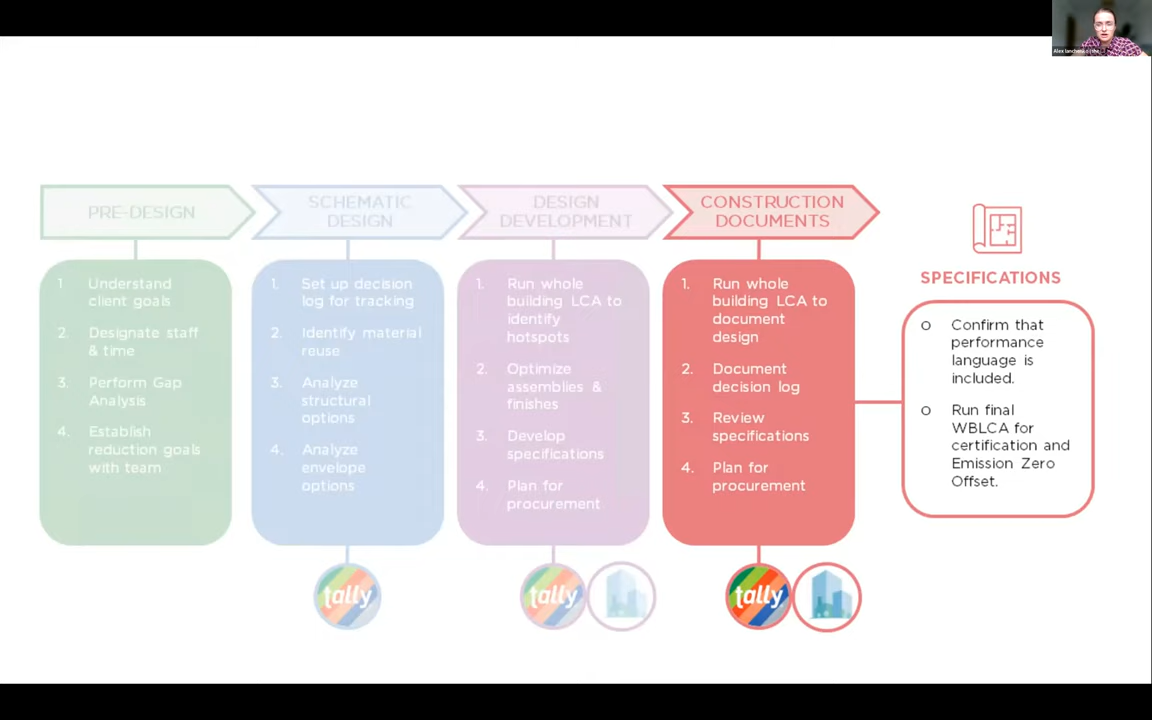 Alex Ianchenko
PRE-DESIGN
SCHEMATIC
DESIGN
DESIGN
DEVELOPMENT
CONSTRUCTION
DOCUMENTS
1 Understand
client goals
2. Designate staff
& time
3. Perform Gap
Analysis
4. Establish
reduction goals
with team
1. Set up decision
log for tracking
2. Identify material
reuse
3. Analyze
structural
options
4. Analyze
envelope
options
1. Run whole
building LCA to
identify
hotspots
2. Optimize
assemblies &
finishes
3. Develop
specifications
4. Plan for
procurement
1. Run whole
building LCA to
document
design
2. Document
decision log
3. Review
specifications
4. Plan for
procurement
SPECIFICATIONS
o Confirm that
performance
language is
included.
o Run final
WBLCA for
certification and
Emission Zero
Offset.
tally
tally
tally